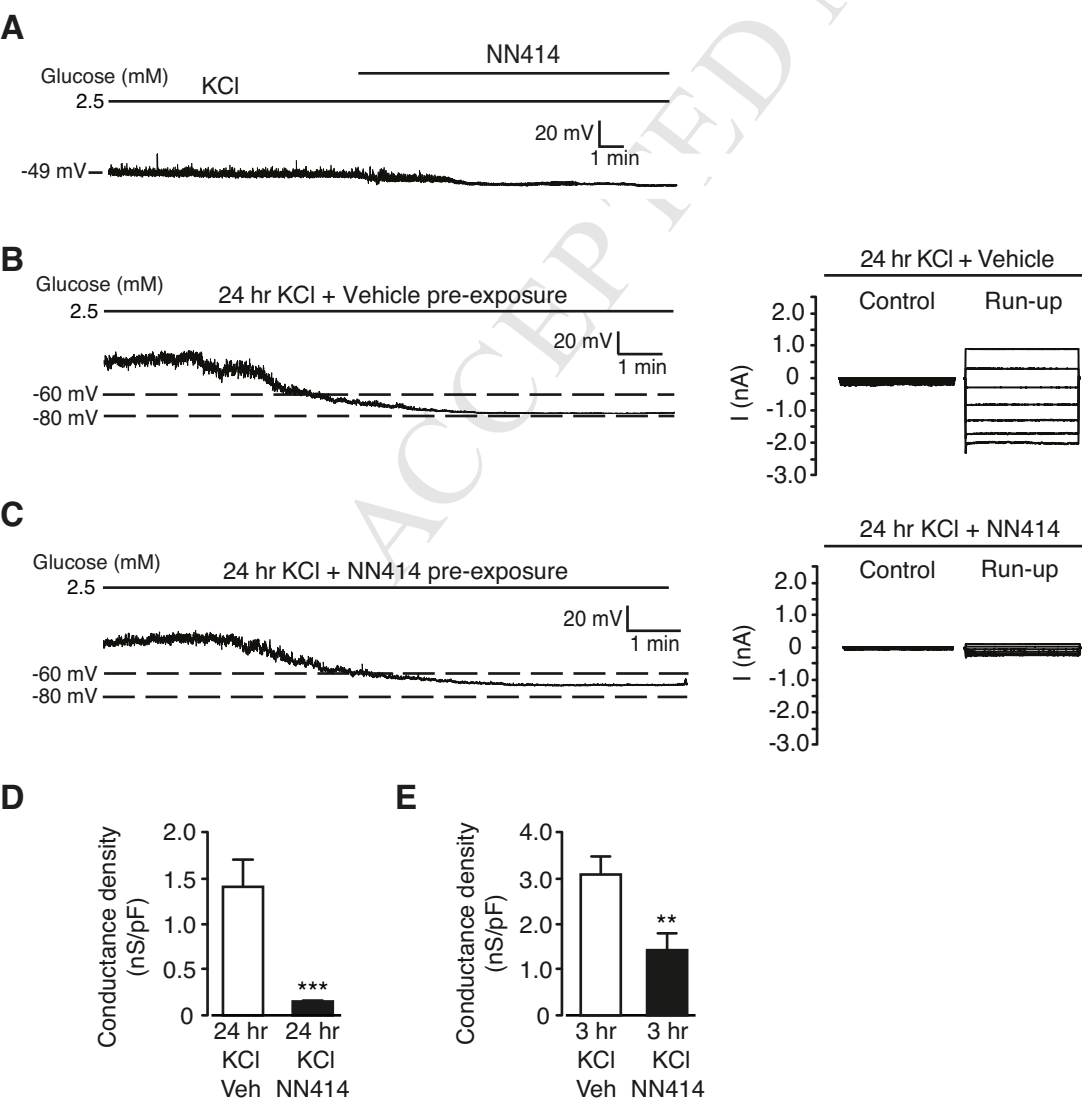 A
NN414
Glucose (mM)
KCl
2.5
20 mV
1 min
-49 mV
B
Glucose (mM)
24 hr KCl + Vehicle pre-exposure
2.5
20 mV
1 min
-60 mV
-80 mV
24 hr KCl + Vehicle
Control Run-up
2.0
1.0
0
-1.0
-2.0
-3.0
I (nA)
C
Glucose (mM)
24 hr KCl + NN414 pre-exposure
2.5
20 mV
1 min
-60 mV
-80 mV
24 hr KCl + NN414
Control Run-up
2.0
1.0
0
-1.0
-2.0
-3.0
I (nA)
D
Conductance density
(nS/pF)
2.0
1.5
1.0
0.5
0
***
24 hr 24 hr
KCl KCl
Veh NN414
E
Conductance density
(nS/pF)
4.0
3.0
2.0
1.0
0
**
3 hr 3 hr
KCl KCl
Veh NN414
ACCEPTED